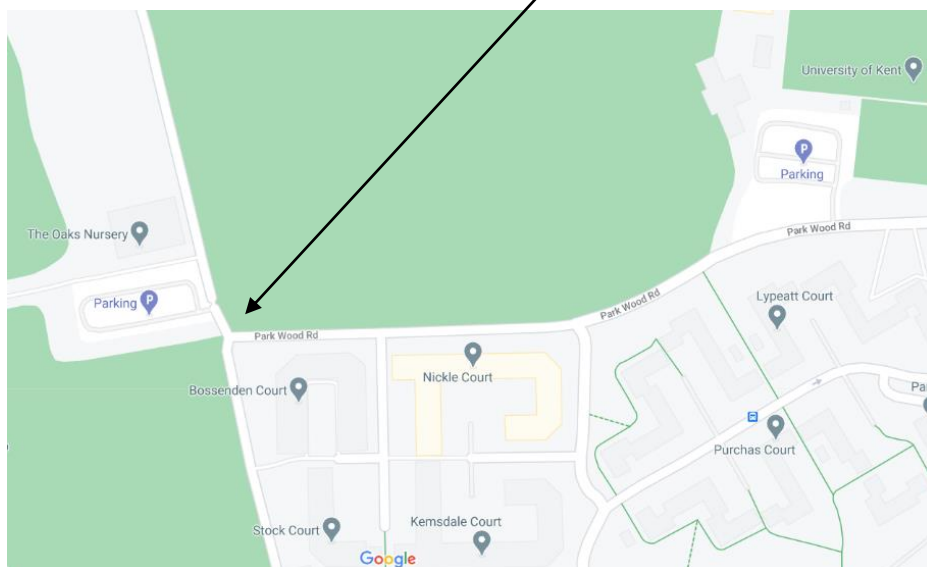 University of Kent
P
Parking
The Oaks Nursery
Park Wood Rd
Parking P
Lypeatt Court
Park Wood Rd
Park Wood Rd
Nickle Court
Bossenden Court
Pa
Purchas Court
Stock Court
Kemsdale Court
Google